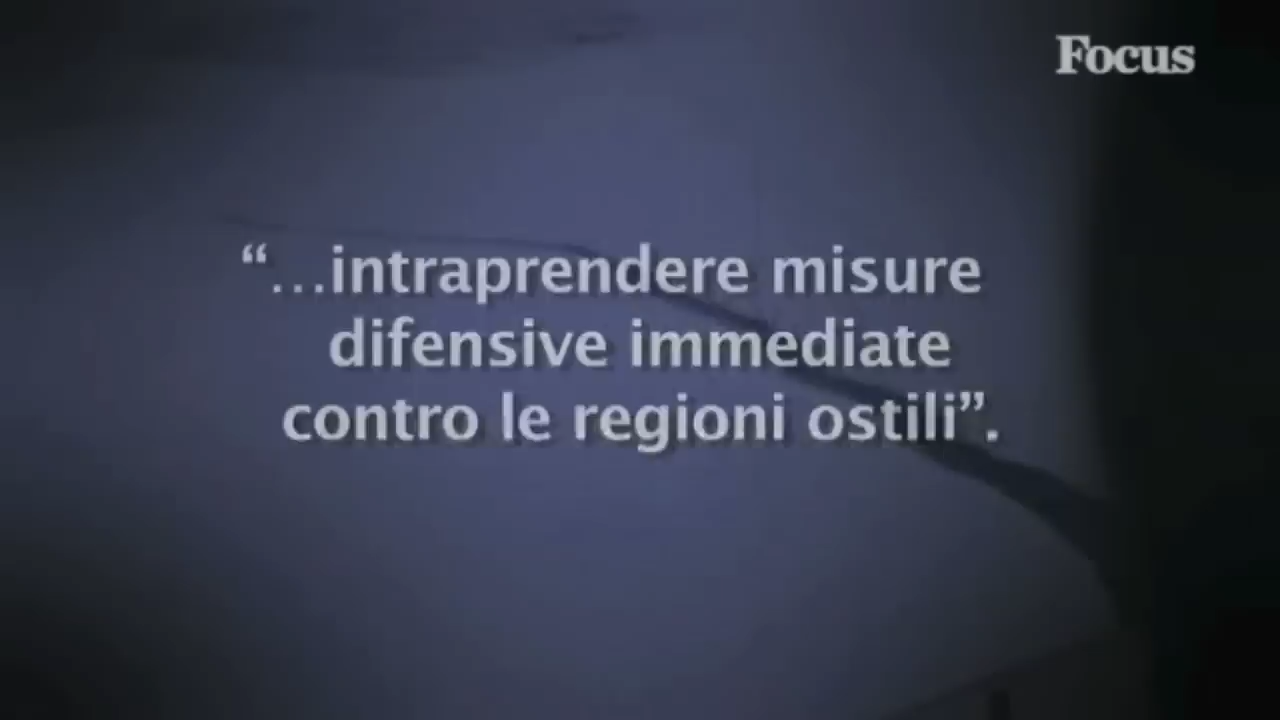 Focus
“…intraprendere misure
difensive immediate
contro le regioni ostili”.